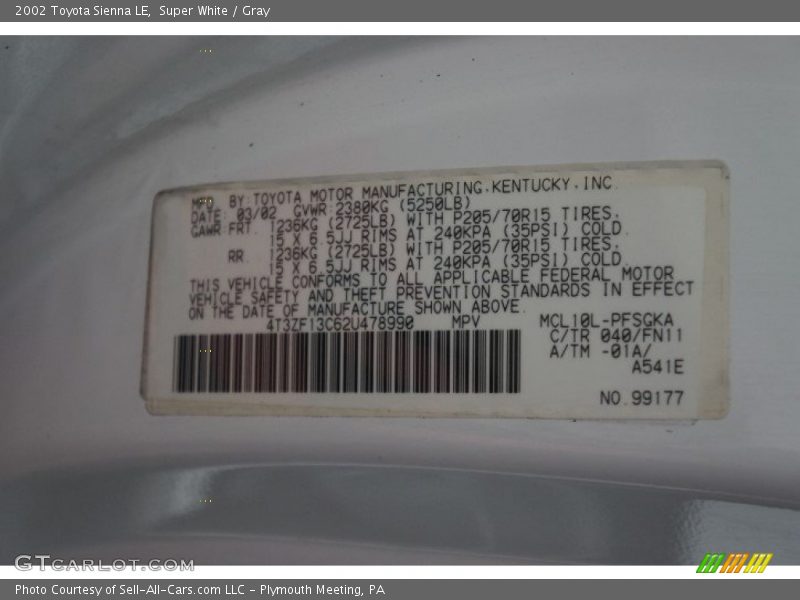 2002 Toyota Sienna LE, Super White / Gray
MFD. BY:TOYOTA MOTOR MANUFACTURING,KENTUCKY,INC.
DATE: 03/02 GVWR:2380KG (5250LB)
GAWR FRT. 1236KG (2725LB) WITH P205/70R15 TIRES,
15 X 6.5JJ RIMS AT 240KPA (35PSI) COLD.
RR. 1236KG (2725LB) WITH P205/70R15 TIRES,
15 X 6.5JJ RIMS AT 240KPA (35PSI) COLD.
THIS VEHICLE CONFORMS TO ALL APPLICABLE FEDERAL MOTOR
VEHICLE SAFETY AND THEFT PREVENTION STANDARDS IN EFFECT
ON THE DATE OF MANUFACTURE SHOWN ABOVE.
4T3ZF13C62U478990 MPV MCL10L-PFSGKA
C/TR 040/FN11
A/TM -01A/
A541E
NO.99177
GTCARLOT.COM
Photo Courtesy of Sell-All-Cars.com LLC - Plymouth Meeting, PA